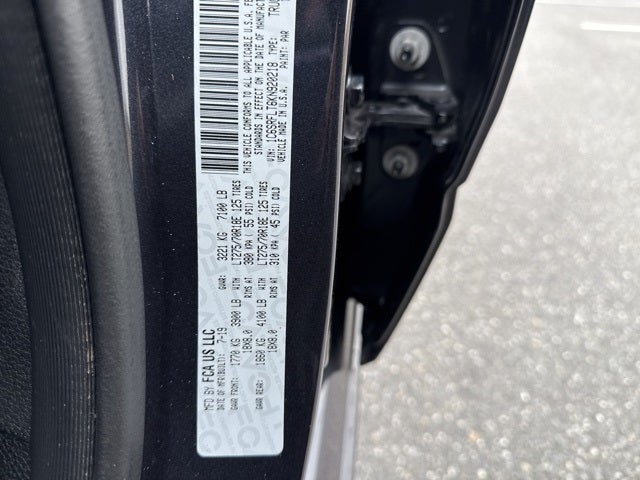 MFD BY: FCA US LLC
DATE OF MFR(BUILT): 7-19 GVWR: 3221 KG 7100 LB
GAWR FRONT: 1770 KG 3900 LB WITH LT275/70R18E 125 TIRES
18X8.0 RIMS AT 380 KPA ( 55 PSI) COLD
GAWR REAR: 1860 KG 4100 LB WITH LT275/70R18E 125 TIRES
18X8.0 RIMS AT 310 KPA ( 45 PSI) COLD
THIS VEHICLE CONFORMS TO ALL APPLICABLE U.S.A. FE
STANDARDS IN EFFECT ON THE DATE OF MAN
VIN: 1C6SRFLT6KN920218 TYPE: TRUC
MADE IN U.S.A. PAINT: PAR